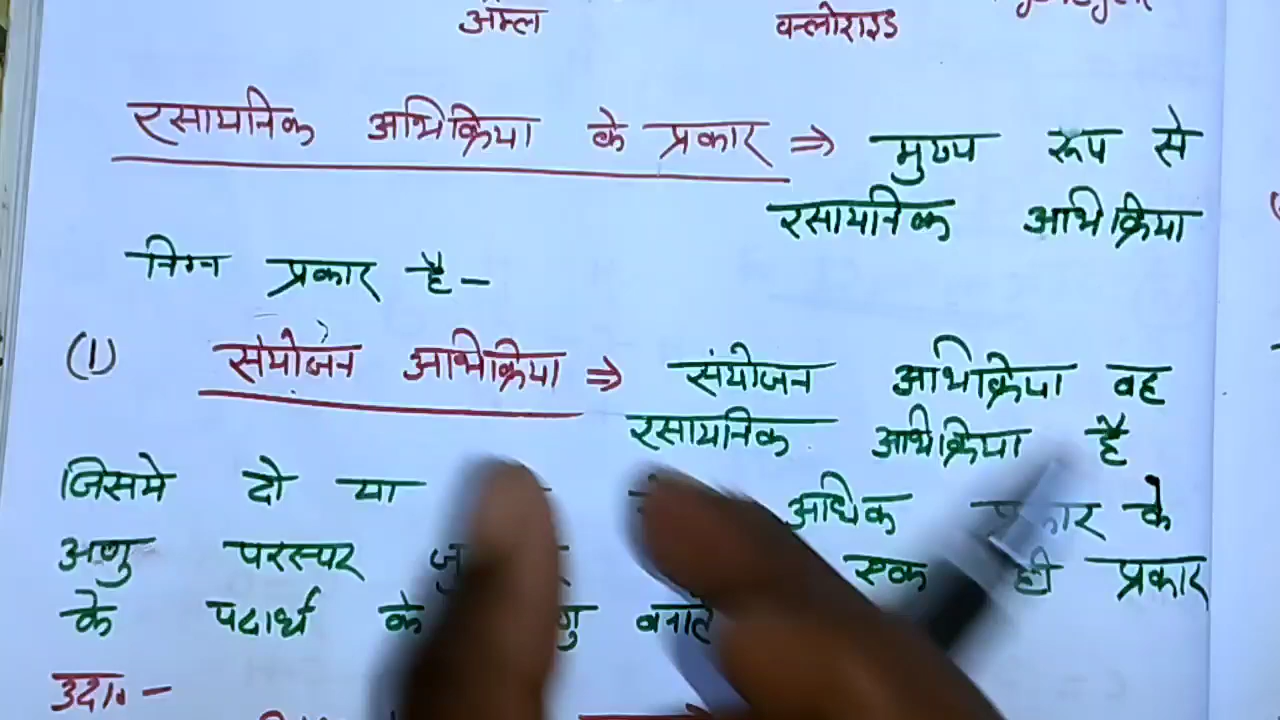 अम्ल क्लोराइड
रसायनिक अभिक्रिया के प्रकार ⇒ मुख्य रूप से
रसायनिक अभिक्रिया
निम्न प्रकार है-
(1) संयोजन अभिक्रिया ⇒ संयोजन अभिक्रिया वह
रसायनिक अभिक्रिया है
जिसमे दो या अधिक प्रकार के
अणु परस्पर एक ही प्रकार
के पदार्थ के बनाते
उदा॰-